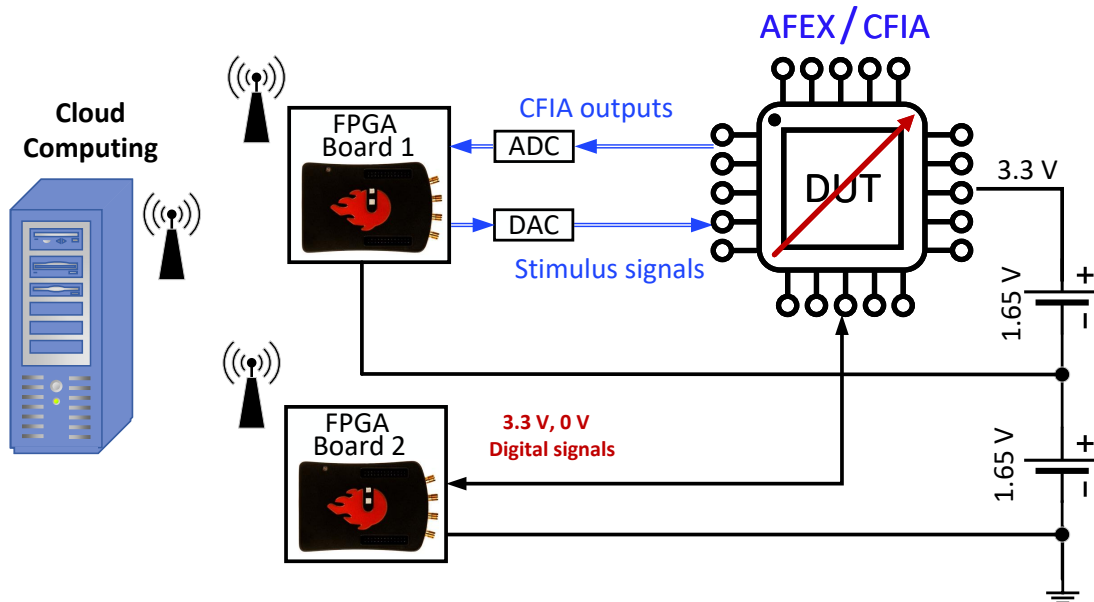 AFEX / CFIA
Cloud
Computing
FPGA
Board 1
CFIA outputs
ADC
DAC
Stimulus signals
DUT
3.3 V
1.65 V
+
−
FPGA
Board 2
3.3 V, 0 V
Digital signals
1.65 V
+
−